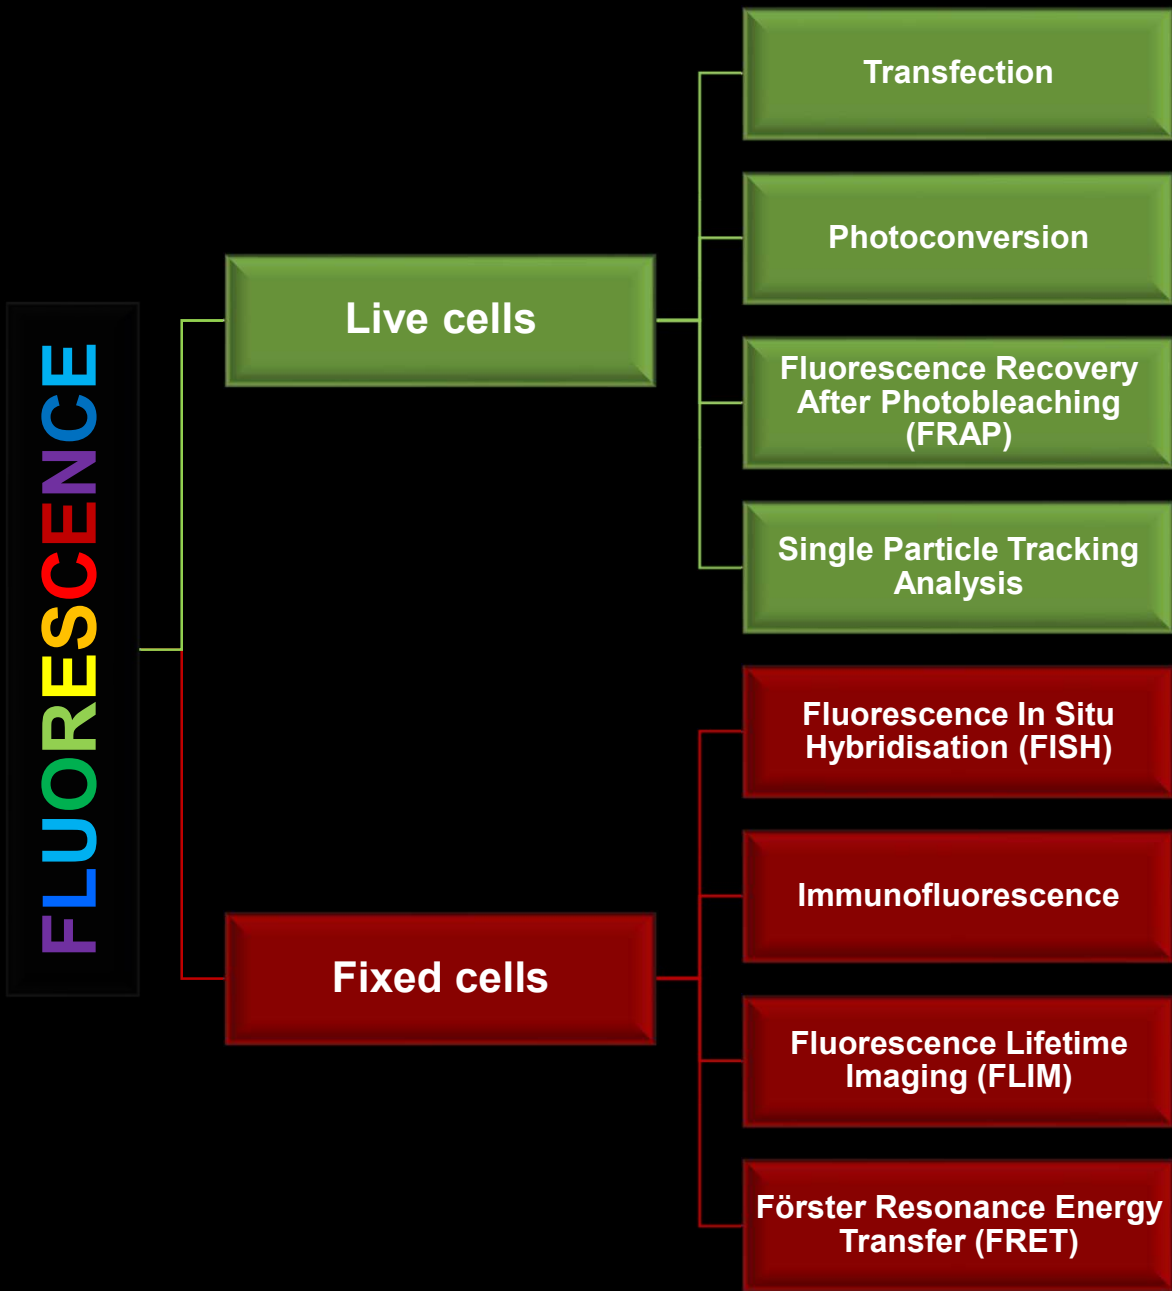 FLUORESCENCE
Live cells
Transfection
Photoconversion
Fluorescence Recovery
After Photobleaching
(FRAP)
Single Particle Tracking
Analysis
Fixed cells
Fluorescence In Situ
Hybridisation (FISH)
Immunofluorescence
Fluorescence Lifetime
Imaging (FLIM)
Förster Resonance Energy
Transfer (FRET)